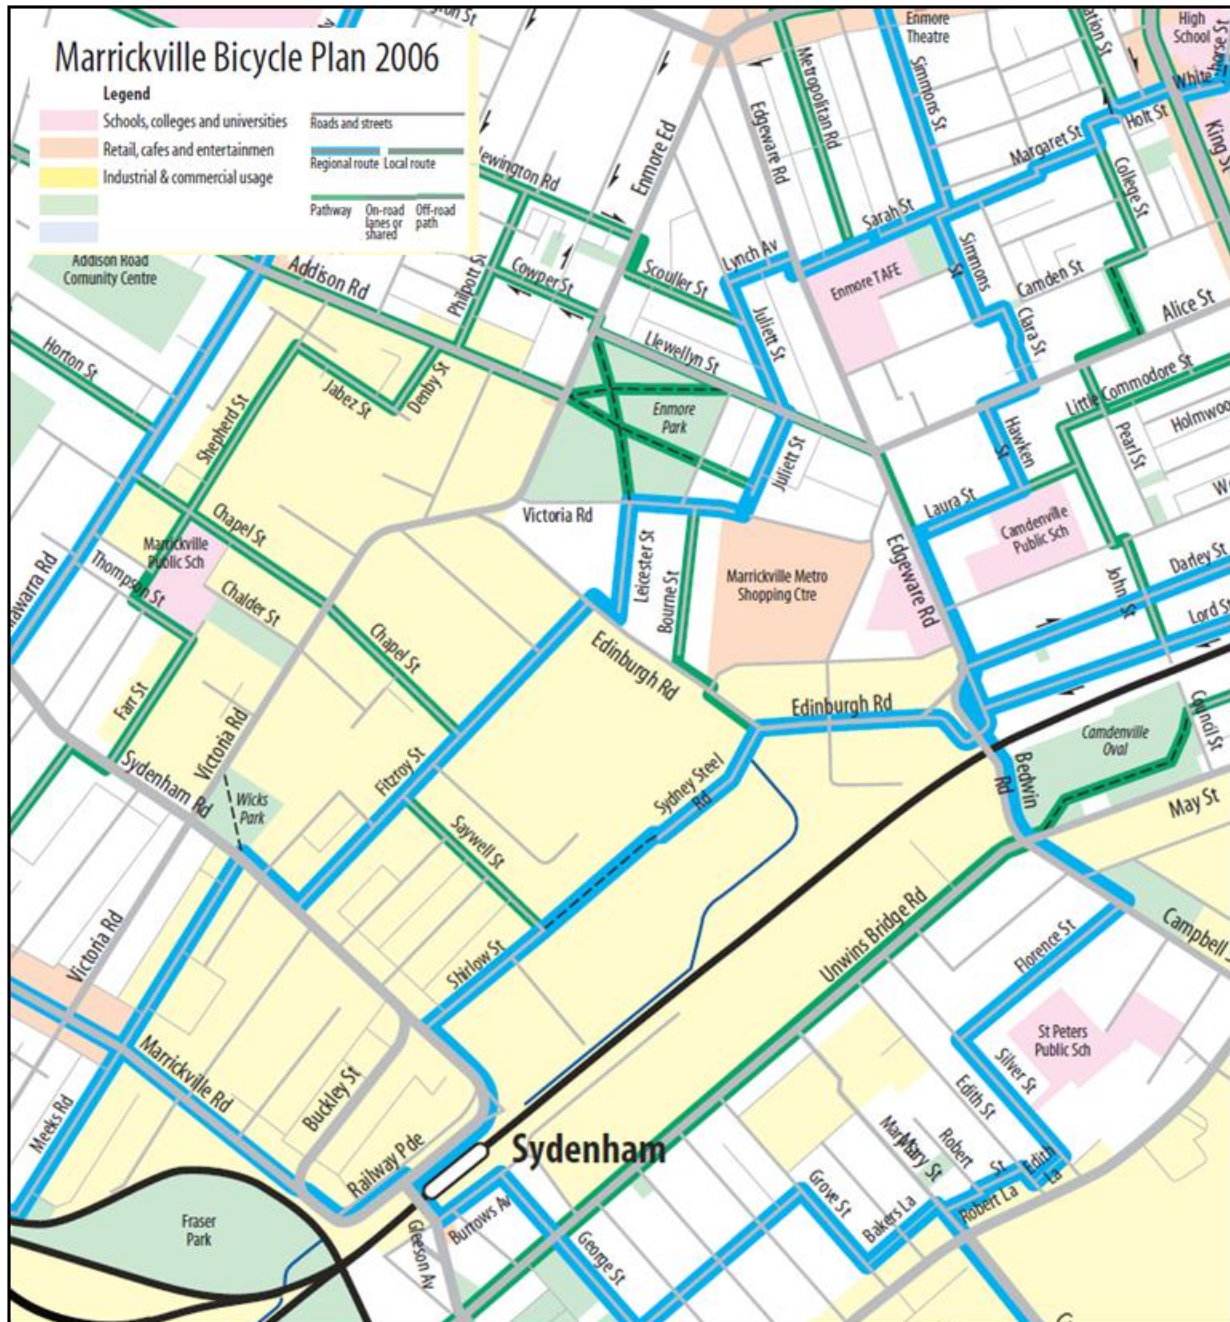 Marrickville Bicycle Plan 2006
Legend
Schools, colleges and universities
Retail, cafes and entertainmen
Industrial & commercial usage
Roads and streets
Regional route Local route
Pathway
On-road
lanes or
shared
Off-road
path
Enmore
Theatre
High
School
Metropolitan Rd
Simmons St
Enmore Ed
Edgeware Rd
Margaret St
Holt St
King St
College St
Sarah St
Lynch Av
Enmore TAFE
Simmons
St
Camden St
Clara St
Alice St
Addison Road
Comunity Centre
Addison Rd
Philpott St
Cowper St
Scouller St
Juliett St
Llewellyn St
Horton St
Shepherd St
Jabez St
Denby St
Enmore
Park
Juliett St
Little Commodore St
Hawken
St
Pearl St
Laura St
Camdenville
Public Sch
Victoria Rd
Chapel St
Marrickville
Public Sch
Thompson St
Chalder St
Leicester St
Bourne St
Marrickville Metro
Shopping Ctre
Edgeware Rd
Darley St
John St
Lord St
Chapel St
Edinburgh Rd
Edinburgh Rd
Farr St
Victoria Rd
Sydenham Rd
Wicks
Park
Fitzroy St
Saywell St
Sydney Steel
Rd
Camdenville
Oval
Council St
Bedwin
Rd
May St
Victoria Rd
Shirlow St
Unwins Bridge Rd
Florence St
Campbell
St Peters
Public Sch
Silver St
Edith St
Marrickville Rd
Buckley St
Meeks Rd
Railway Pde
Sydenham
Mary St
Robert
St
Edith
La
Robert La
Grove St
Bakers La
Burrows Av
George St
Gleeson Av
Fraser
Park